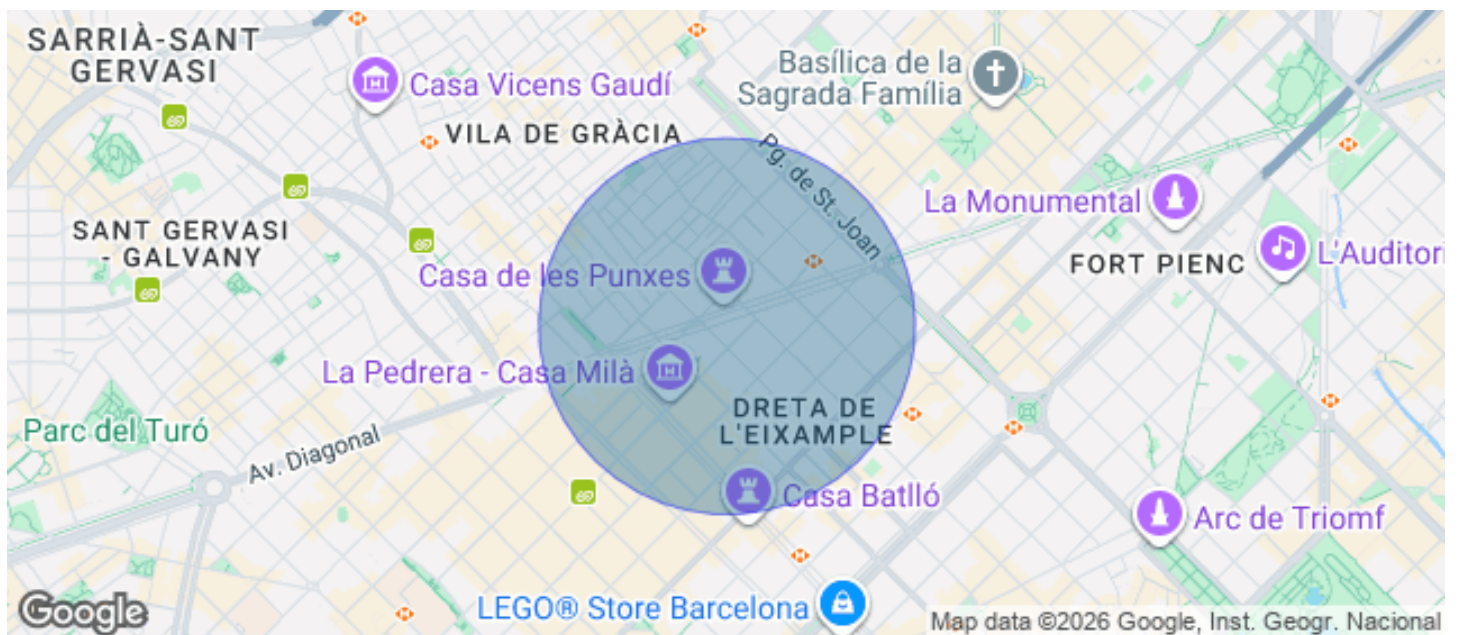 SARRIÀ-SANT
GERVASI
Casa Vicens Gaudí
Basílica de la
Sagrada Família
VILA DE GRÀCIA
Pg. de St. Joan
La Monumental
SANT GERVASI
- GALVANY
FORT PIENC
L'Auditori
Casa de les Punxes
La Pedrera - Casa Milà
DRETA DE
L'EIXAMPLE
Parc del Turó
Av. Diagonal
Casa Batlló
Arc de Triomf
LEGO® Store Barcelona
Google
Map data ©2026 Google, Inst. Geogr. Nacional